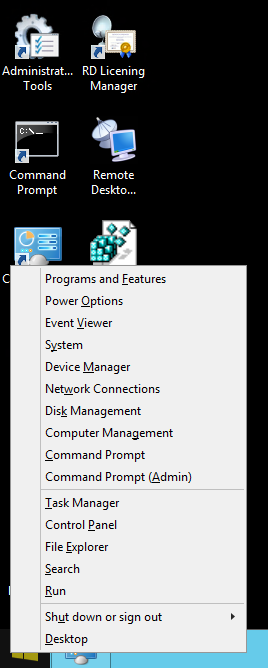 Administrat...
Tools
RD Licening
Manager
C:\_
Command
Prompt
Remote
Deskto...
C
Programs and Features
Power Options
Event Viewer
System
Device Manager
Network Connections
Disk Management
Computer Management
Command Prompt
Command Prompt (Admin)
Task Manager
Control Panel
File Explorer
Search
Run
Shut down or sign out
Desktop